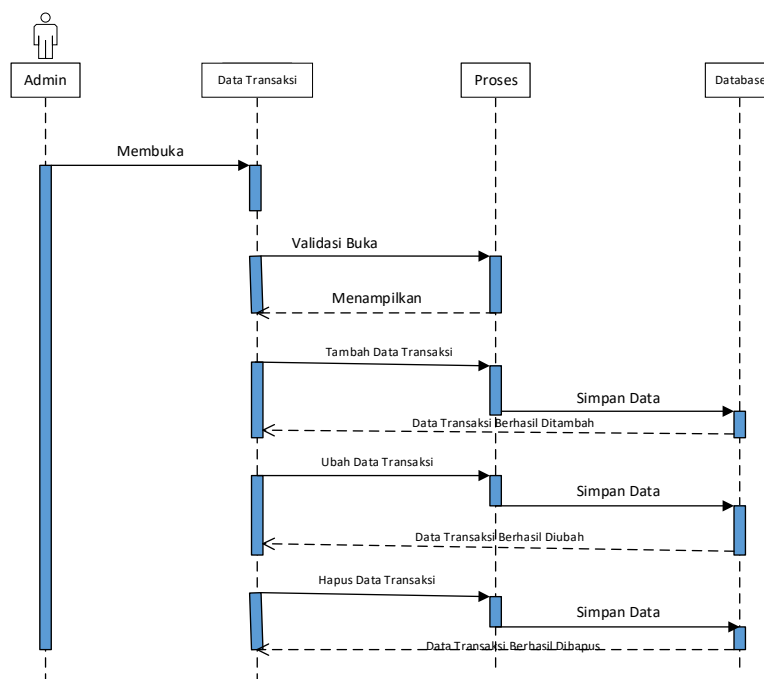 Admin
Data Transaksi
Proses
Database
Membuka
Validasi Buka
Menampilkan
Tambah Data Transaksi
Simpan Data
Data Transaksi Berhasil Ditambah
Ubah Data Transaksi
Simpan Data
Data Transaksi Berhasil Diubah
Hapus Data Transaksi
Simpan Data
Data Transaksi Berhasil Dihapus